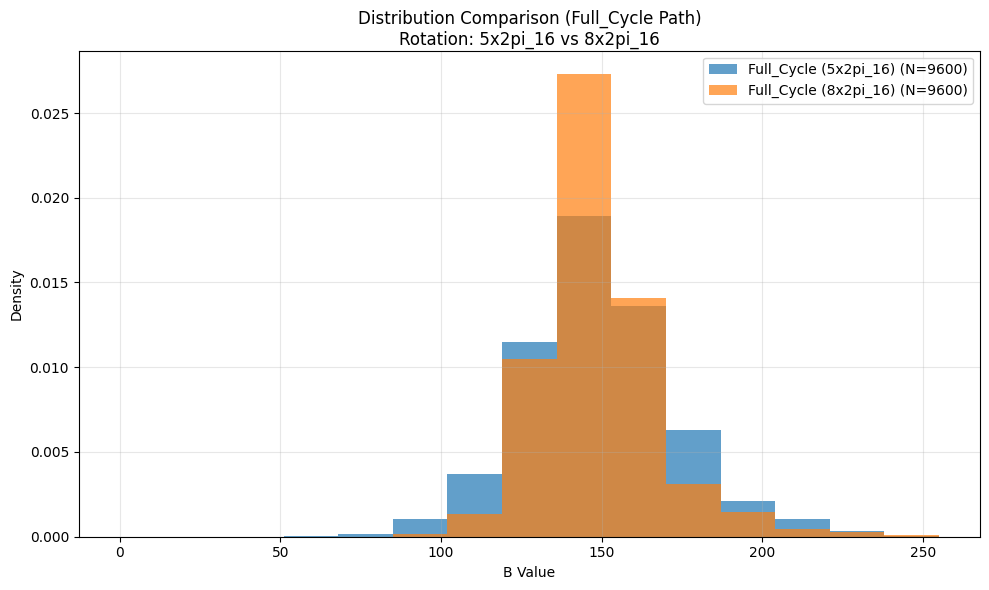 Distribution Comparison (Full_Cycle Path)
Rotation: 5x2pi_16 vs 8x2pi_16
Full_Cycle (5x2pi_16) (N=9600)
Full_Cycle (8x2pi_16) (N=9600)
0.025
0.020
0.015
0.010
0.005
0.000
Density
0
50
100
150
200
250
B Value